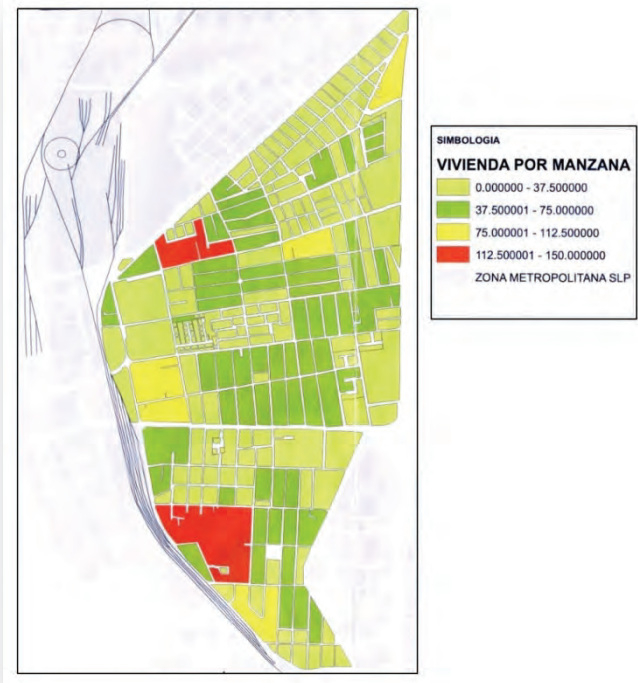 SIMBOLOGIA
VIVIENDA POR MANZANA
0.000000 - 37.500000
37.500001 - 75.000000
75.000001 - 112.500000
112.500001 - 150.000000
ZONA METROPOLITANA SLP